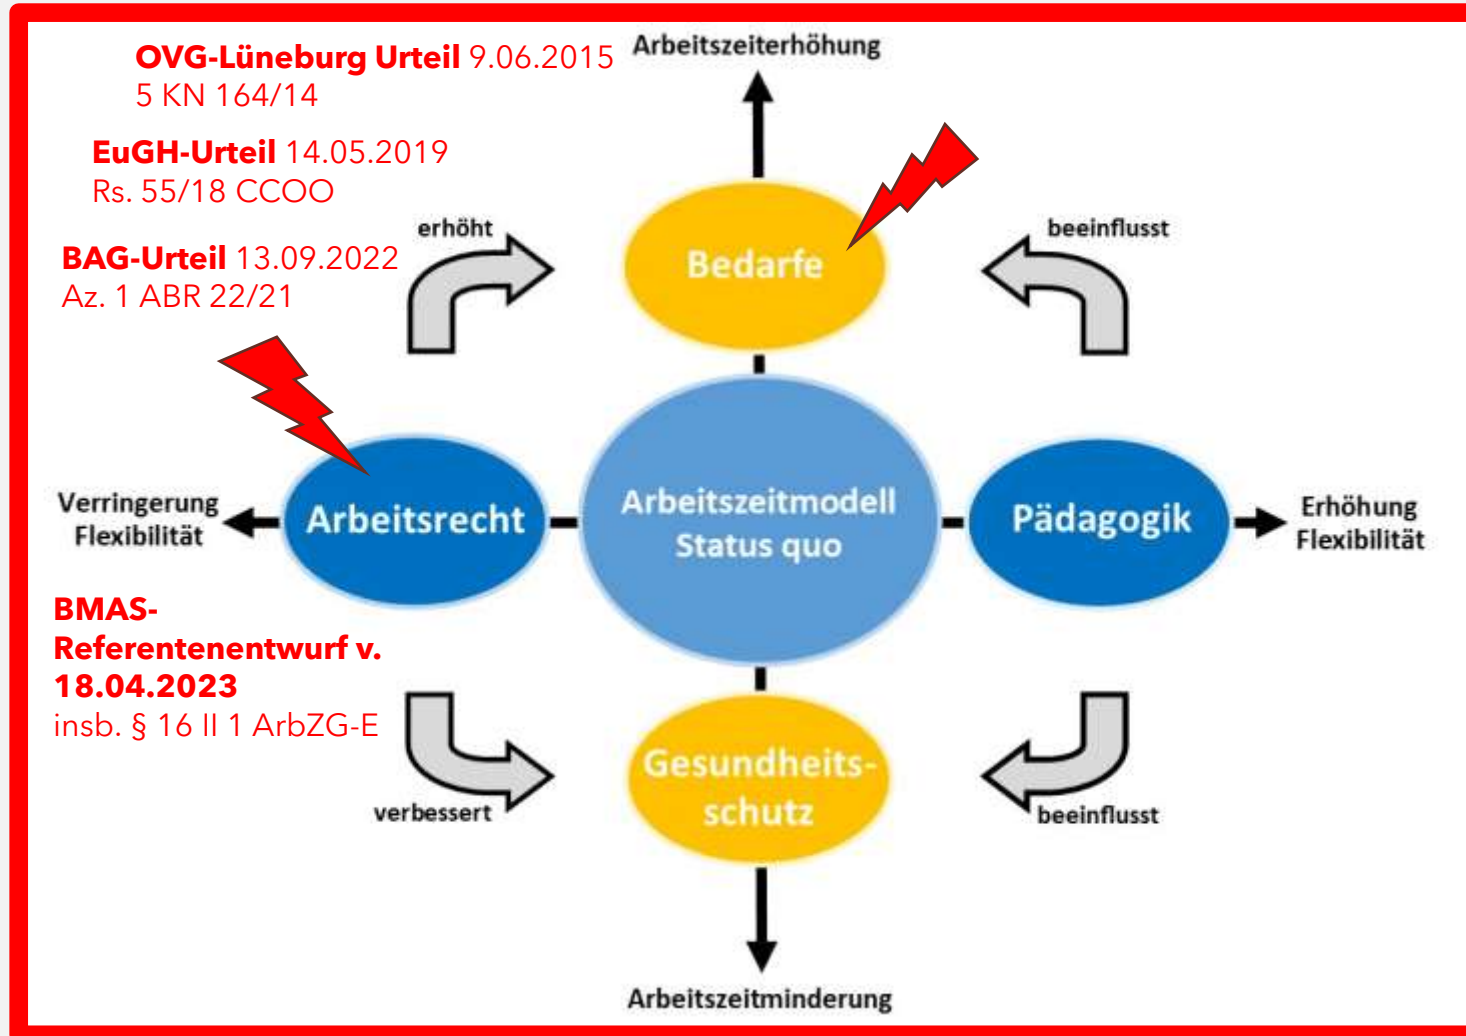 OVG-Lüneburg Urteil 9.06.2015
5 KN 164/14
EuGH-Urteil 14.05.2019
Rs. 55/18 CCOO
BAG-Urteil 13.09.2022
Az. 1 ABR 22/21
Arbeitszeiterhöhung
erhöht
Bedarfe
beeinflusst
Verringerung
Flexibilität
Arbeitsrecht
Arbeitszeitmodell
Status quo
Pädagogik
Erhöhung
Flexibilität
BMAS-
Referentenentwurf v.
18.04.2023
insb. § 16 II 1 ArbZG-E
verbessert
Gesundheits-
schutz
beeinflusst
Arbeitszeitminderung